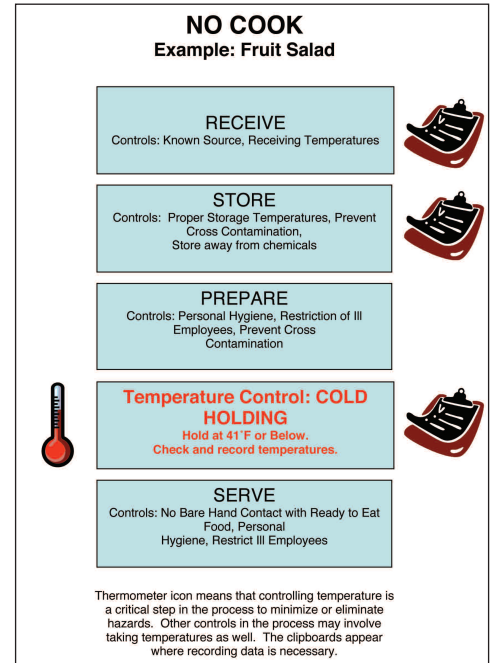 NO COOK
Example: Fruit Salad
RECEIVE
Controls: Known Source, Receiving Temperatures
STORE
Controls:  Proper Storage Temperatures, Prevent
Cross Contamination,
Store away from chemicals
PREPARE
Controls: Personal Hygiene, Restriction of Ill
Employees, Prevent Cross
Contamination
Temperature Control: COLD
HOLDING
Hold at 41˚F or Below.
Check and record temperatures.
SERVE
Controls: No Bare Hand Contact with Ready to Eat
Food, Personal
Hygiene, Restrict Ill Employees
Thermometer icon means that controlling temperature is
a critical step in the process to minimize or eliminate
hazards.  Other controls in the process may involve
taking temperatures as well.  The clipboards appear
where recording data is necessary.